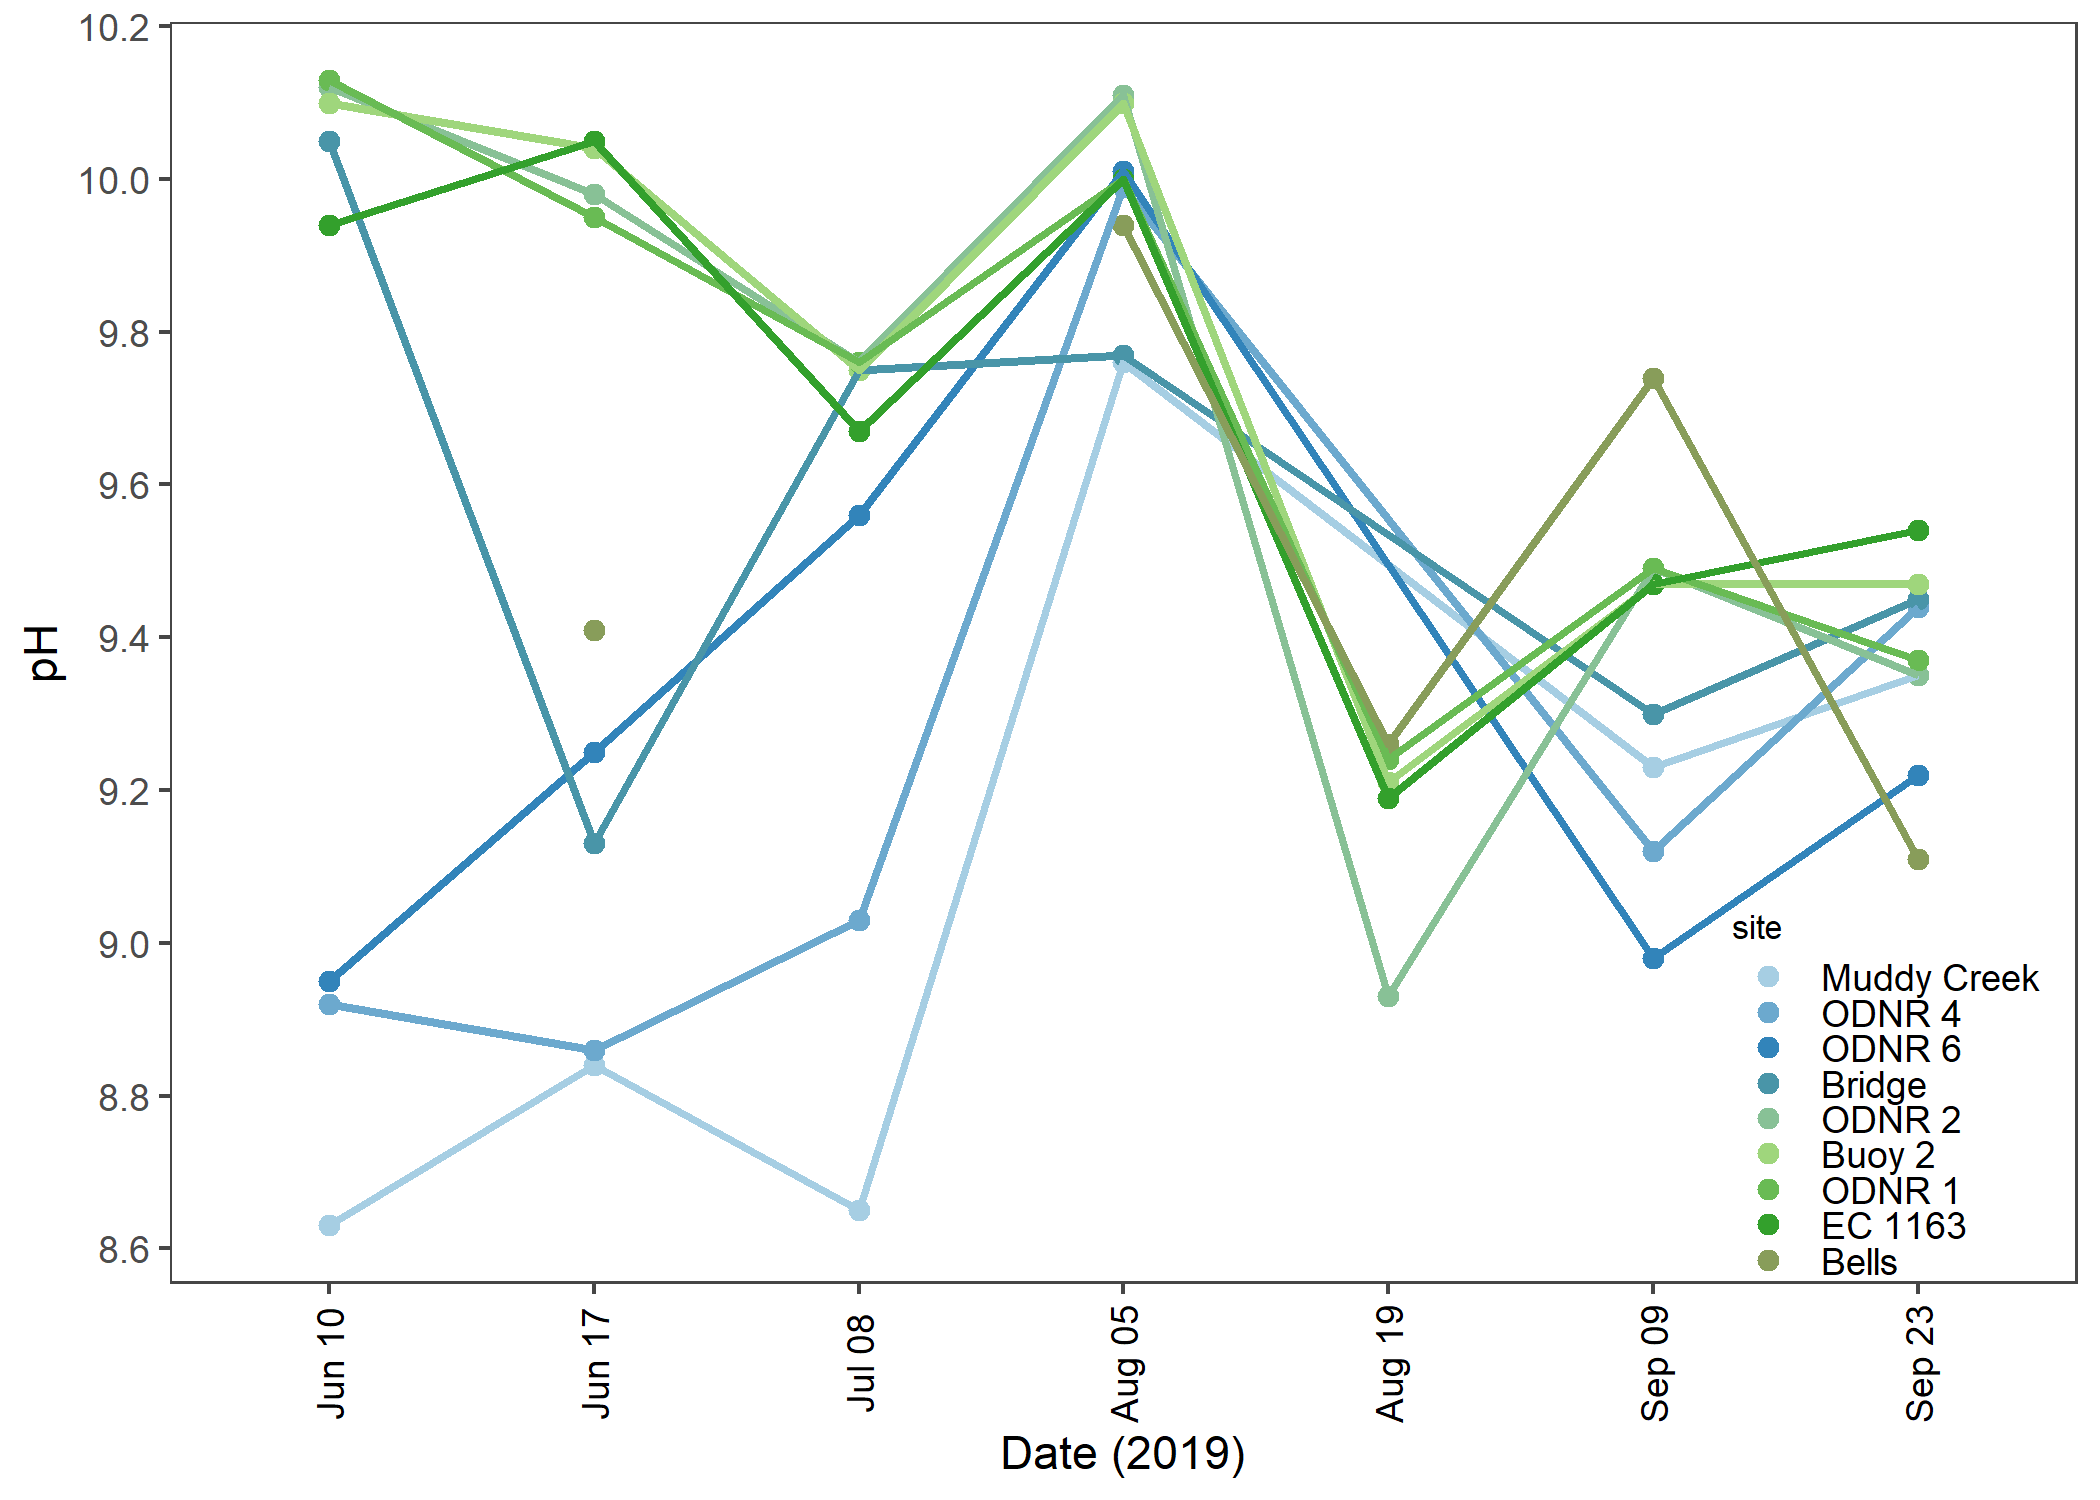 10.2
10.0
9.8
9.6
9.4
9.2
9.0
8.8
8.6
pH
site
Muddy Creek
ODNR 4
ODNR 6
Bridge
ODNR 2
Buoy 2
ODNR 1
EC 1163
Bells
Jun 10
Jun 17
Jul 08
Aug 05
Aug 19
Sep 09
Sep 23
Date (2019)